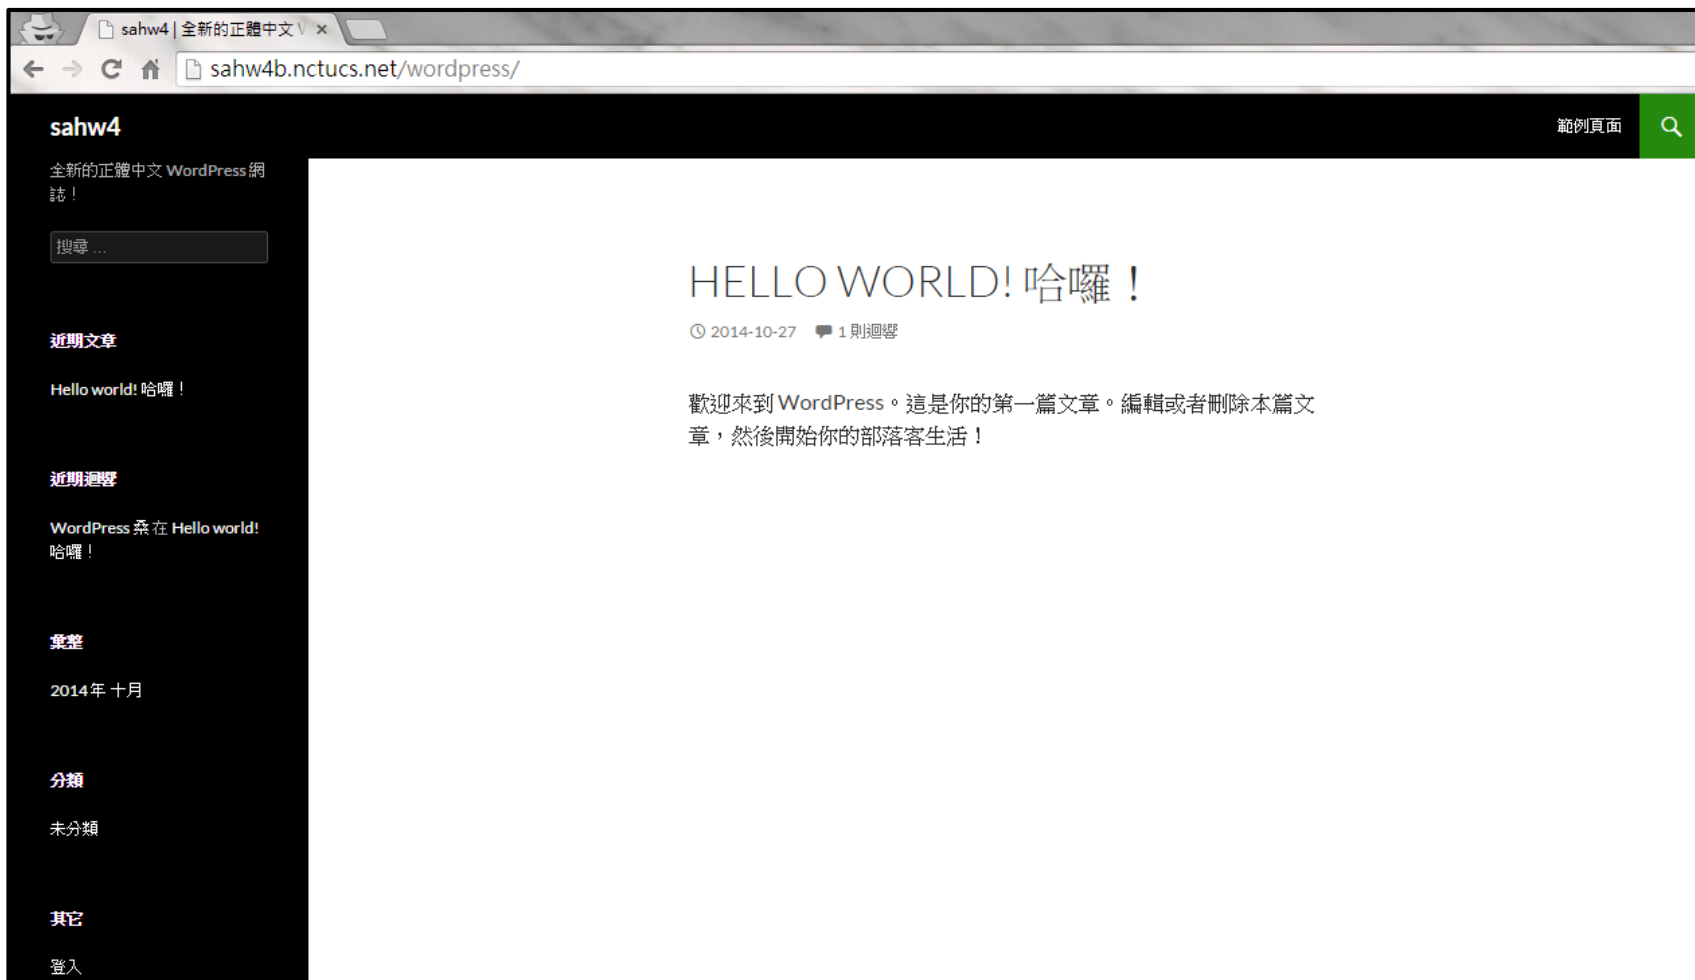 sahw4 | 全新的正體中文 V
sahw4b.nctucs.net/wordpress/
sahw4
範例頁面
全新的正體中文 WordPress 網
誌！
搜尋 ...
HELLO WORLD! 哈囉！
2014-10-27 1 則迴響
近期文章
Hello world! 哈囉！
歡迎來到 WordPress。這是你的第一篇文章。編輯或者刪除本篇文
章，然後開始你的部落客生活！
近期迴響
WordPress 桑 在 Hello world!
哈囉！
彙整
2014 年 十月
分類
未分類
其它
登入